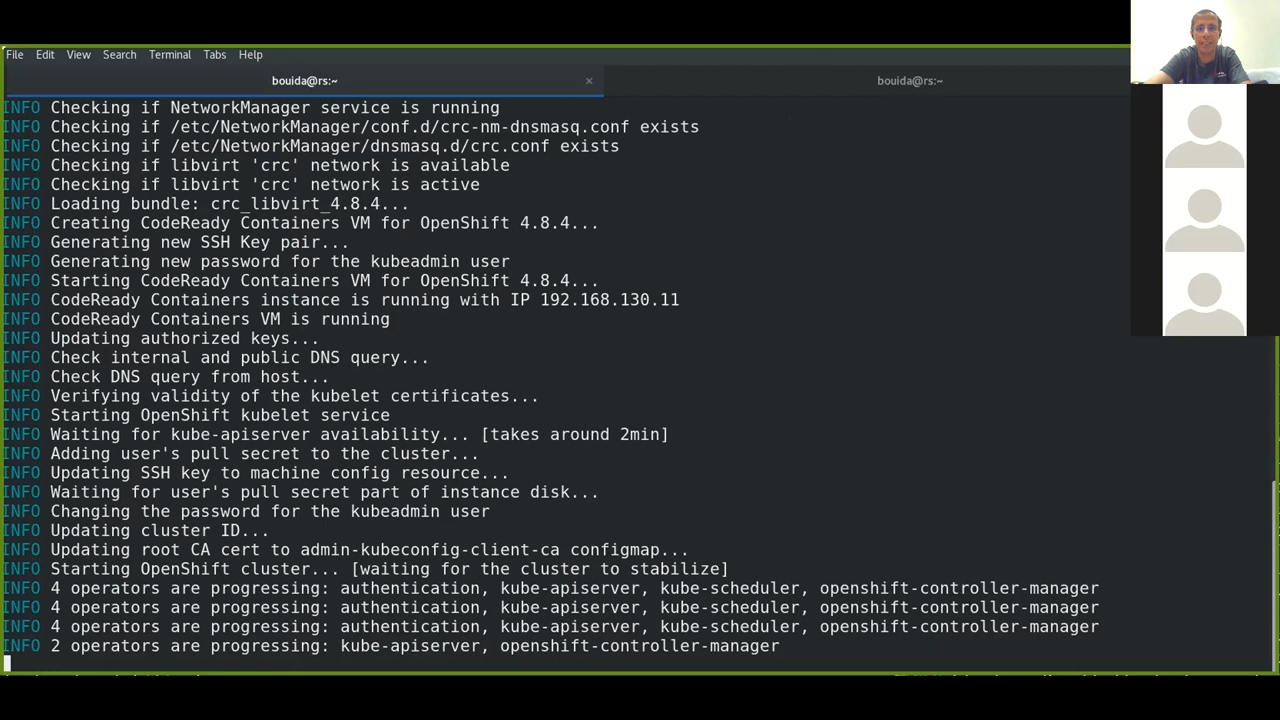 File Edit View Search Terminal Tabs Help
bouida@rs:~ × bouida@rs:~
INFO Checking if NetworkManager service is running
INFO Checking if /etc/NetworkManager/conf.d/crc-nm-dnsmasq.conf exists
INFO Checking if /etc/NetworkManager/dnsmasq.d/crc.conf exists
INFO Checking if libvirt 'crc' network is available
INFO Checking if libvirt 'crc' network is active
INFO Loading bundle: crc_libvirt_4.8.4...
INFO Creating CodeReady Containers VM for OpenShift 4.8.4...
INFO Generating new SSH Key pair...
INFO Generating new password for the kubeadmin user
INFO Starting CodeReady Containers VM for OpenShift 4.8.4...
INFO CodeReady Containers instance is running with IP 192.168.130.11
INFO CodeReady Containers VM is running
INFO Updating authorized keys...
INFO Check internal and public DNS query...
INFO Check DNS query from host...
INFO Verifying validity of the kubelet certificates...
INFO Starting OpenShift kubelet service
INFO Waiting for kube-apiserver availability... [takes around 2min]
INFO Adding user's pull secret to the cluster...
INFO Updating SSH key to machine config resource...
INFO Waiting for user's pull secret part of instance disk...
INFO Changing the password for the kubeadmin user
INFO Updating cluster ID...
INFO Updating root CA cert to admin-kubeconfig-client-ca configmap...
INFO Starting OpenShift cluster... [waiting for the cluster to stabilize]
INFO 4 operators are progressing: authentication, kube-apiserver, kube-scheduler, openshift-controller-manager
INFO 4 operators are progressing: authentication, kube-apiserver, kube-scheduler, openshift-controller-manager
INFO 4 operators are progressing: authentication, kube-apiserver, kube-scheduler, openshift-controller-manager
INFO 2 operators are progressing: kube-apiserver, openshift-controller-manager